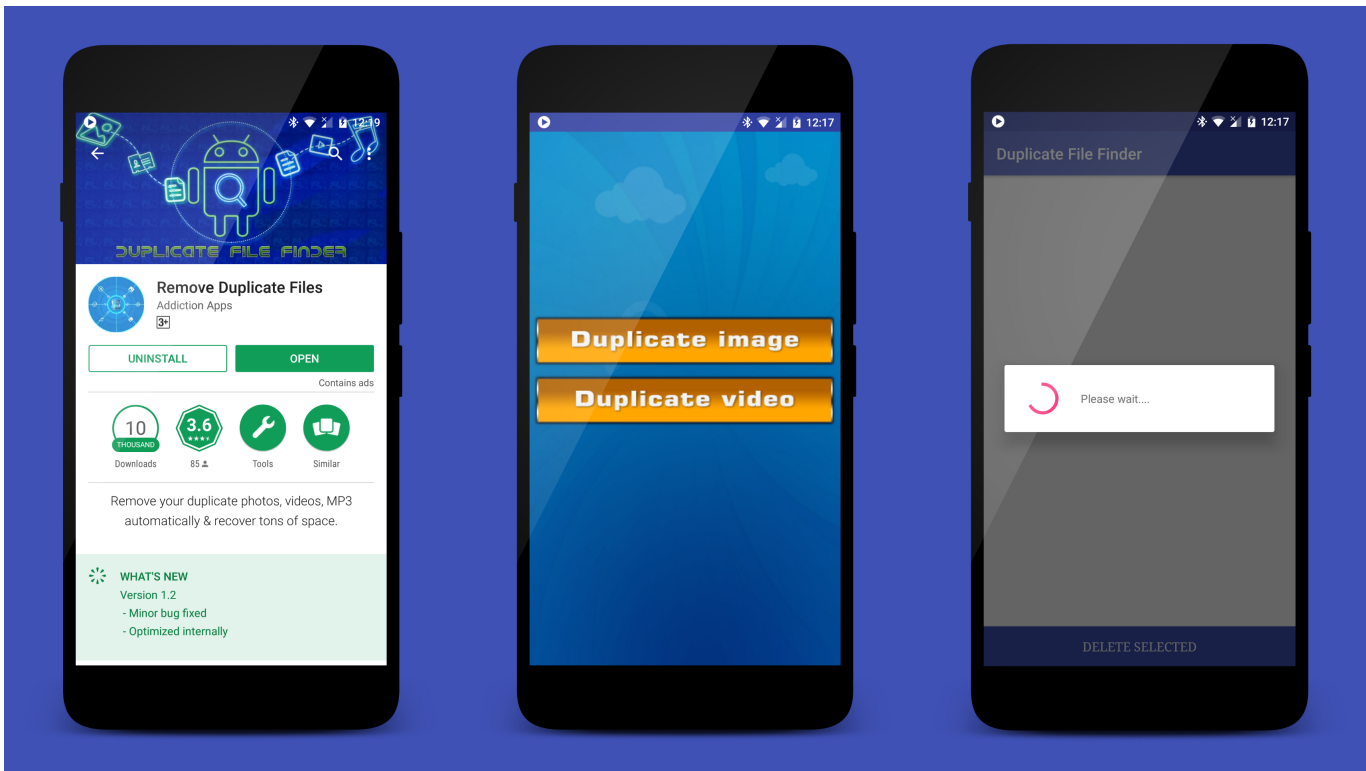 12:19
DUPLICATE FILE FINDER
Remove Duplicate Files
Addiction Apps
3+
UNINSTALL
OPEN
Contains ads
10
THOUSAND
3.6
Downloads
85
Tools
Similar
Remove your duplicate photos, videos, MP3
automatically & recover tons of space.
WHAT'S NEW
Version 1.2
- Minor bug fixed
- Optimized internally
12:17
Duplicate image
Duplicate video
12:17
Duplicate File Finder
Please wait....
DELETE SELECTED